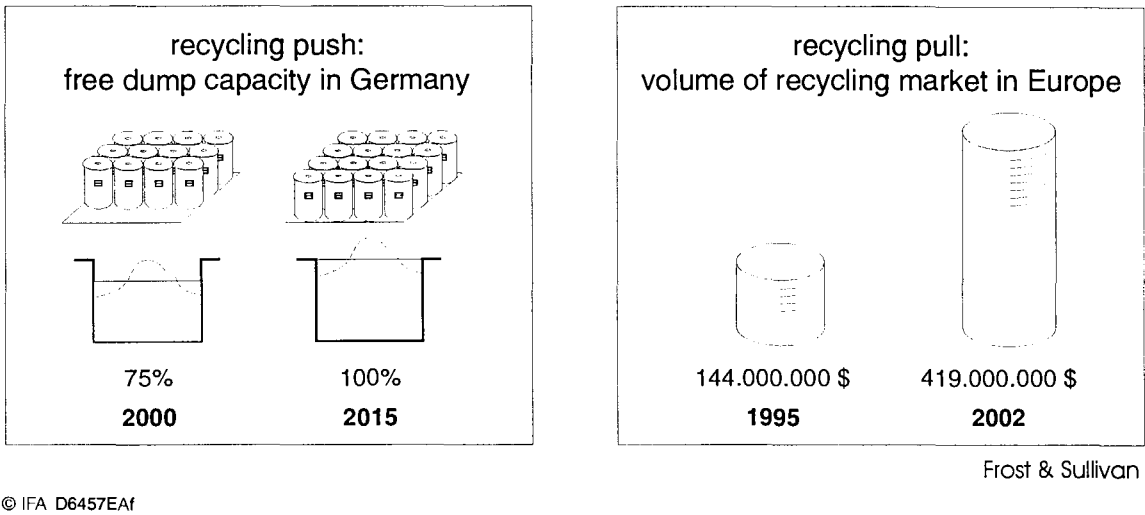 recycling push:
free dump capacity in Germany
75%
100%
2000
2015
recycling pull:
volume of recycling market in Europe
144.000.000 $
419.000.000 $
1995
2002
Frost & Sullivan
© IFA D6457EAf